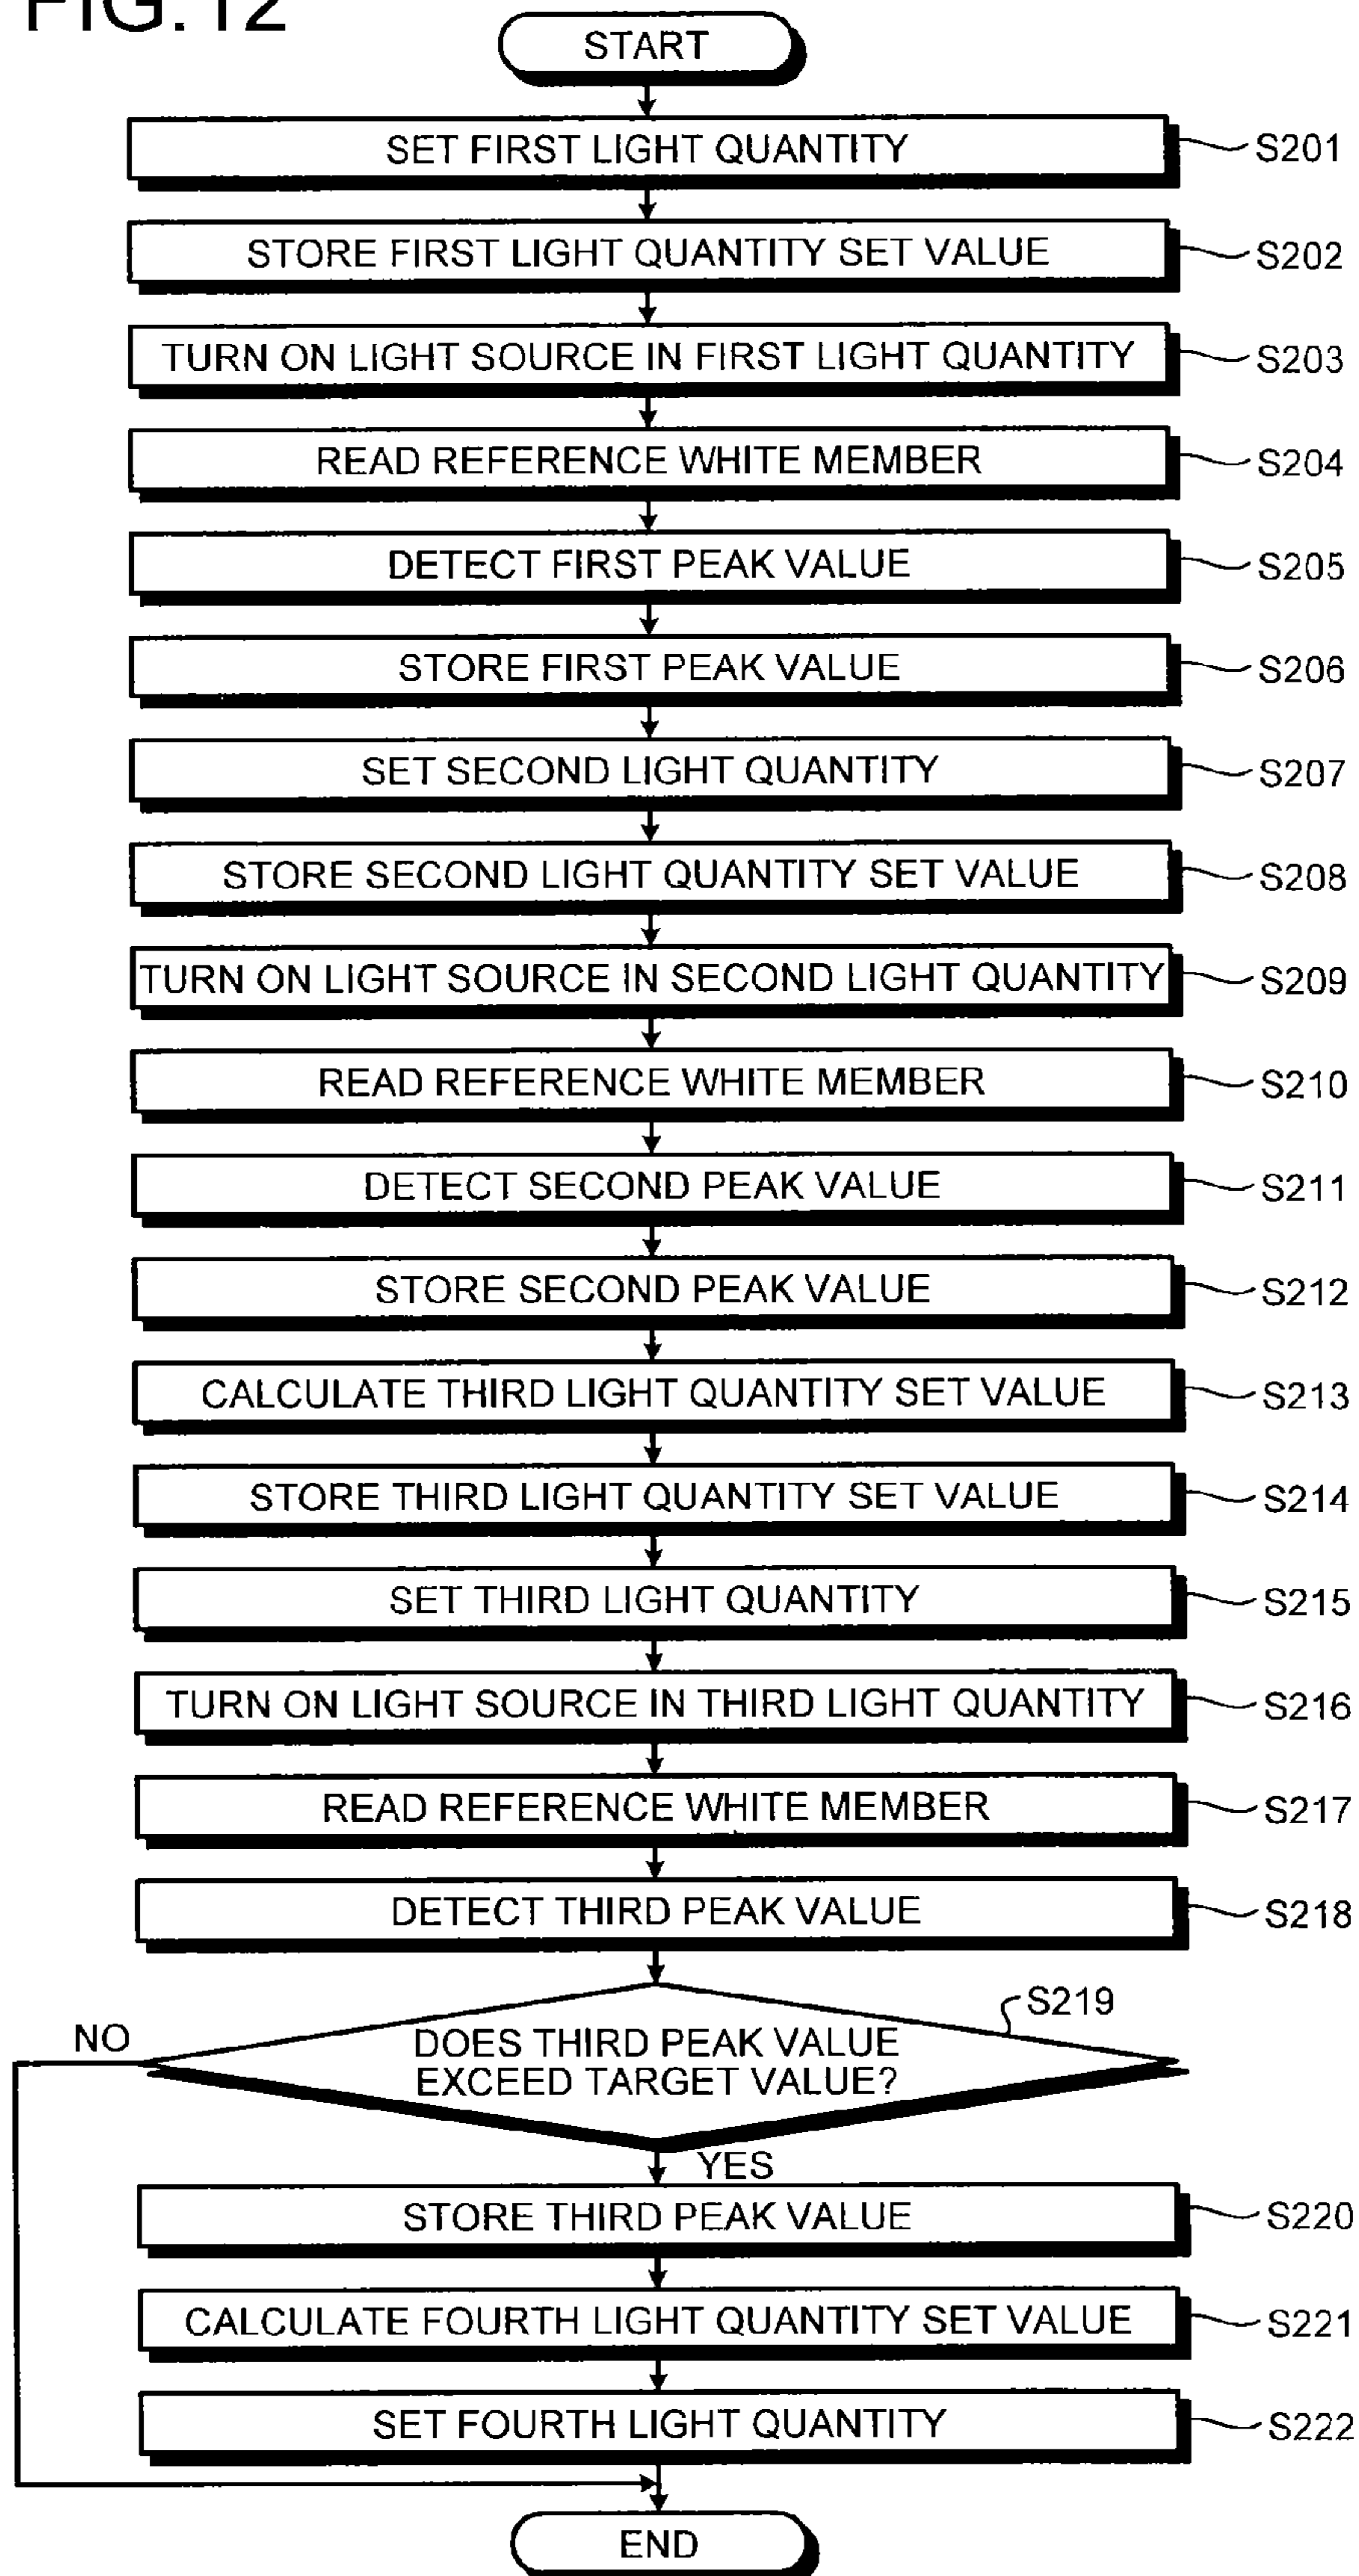 FIG.12
START
SET FIRST LIGHT QUANTITY
S201
STORE FIRST LIGHT QUANTITY SET VALUE
S202
TURN ON LIGHT SOURCE IN FIRST LIGHT QUANTITY
S203
READ REFERENCE WHITE MEMBER
S204
DETECT FIRST PEAK VALUE
S205
STORE FIRST PEAK VALUE
S206
SET SECOND LIGHT QUANTITY
S207
STORE SECOND LIGHT QUANTITY SET VALUE
S208
TURN ON LIGHT SOURCE IN SECOND LIGHT QUANTITY
S209
READ REFERENCE WHITE MEMBER
S210
DETECT SECOND PEAK VALUE
S211
STORE SECOND PEAK VALUE
S212
CALCULATE THIRD LIGHT QUANTITY SET VALUE
S213
STORE THIRD LIGHT QUANTITY SET VALUE
S214
SET THIRD LIGHT QUANTITY
S215
TURN ON LIGHT SOURCE IN THIRD LIGHT QUANTITY
S216
READ REFERENCE WHITE MEMBER
S217
DETECT THIRD PEAK VALUE
S218
S219
NO
DOES THIRD PEAK VALUE
EXCEED TARGET VALUE?
YES
STORE THIRD PEAK VALUE
S220
CALCULATE FOURTH LIGHT QUANTITY SET VALUE
S221
SET FOURTH LIGHT QUANTITY
S222
END